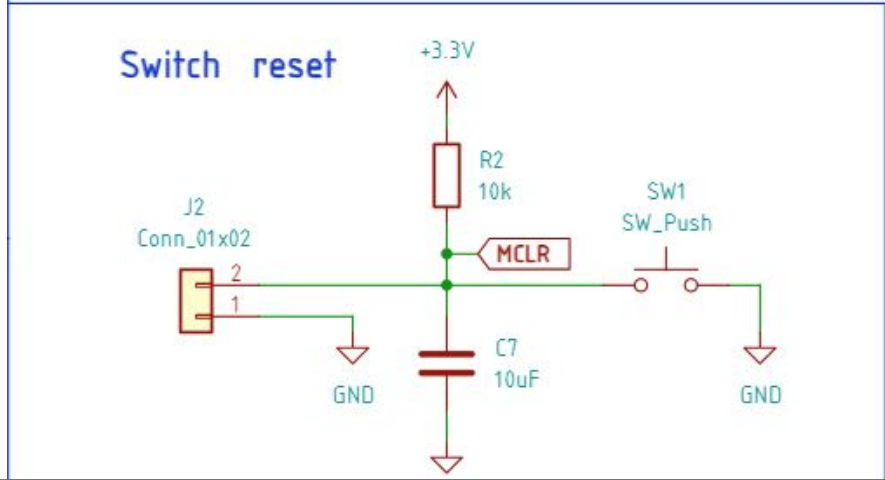 Switch reset
+3.3V
R2
10k
J2
Conn_01x02
SW1
SW_Push
MCLR
2
1
C7
10uF
GND
GND